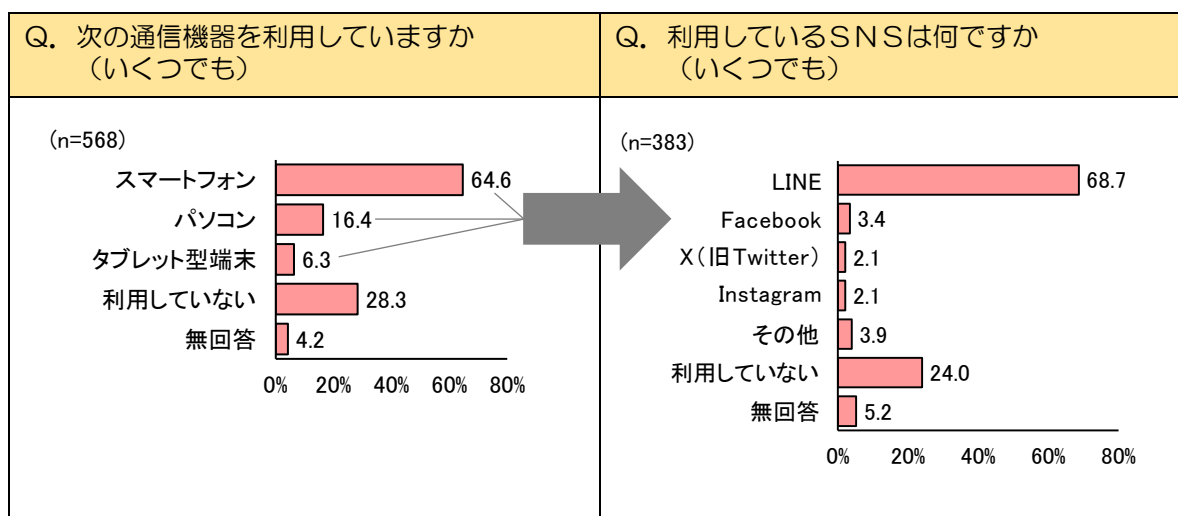 Q. 次の通信機器を利用していますか
（いくつでも）
(n=568)
スマートフォン 64.6
パソコン 16.4
タブレット型端末 6.3
利用していない 28.3
無回答 4.2
0% 20% 40% 60% 80%
Q. 利用しているＳＮＳは何ですか
（いくつでも）
(n=383)
LINE 68.7
Facebook 3.4
X（旧Twitter） 2.1
Instagram 2.1
その他 3.9
利用していない 24.0
無回答 5.2
0% 20% 40% 60% 80%